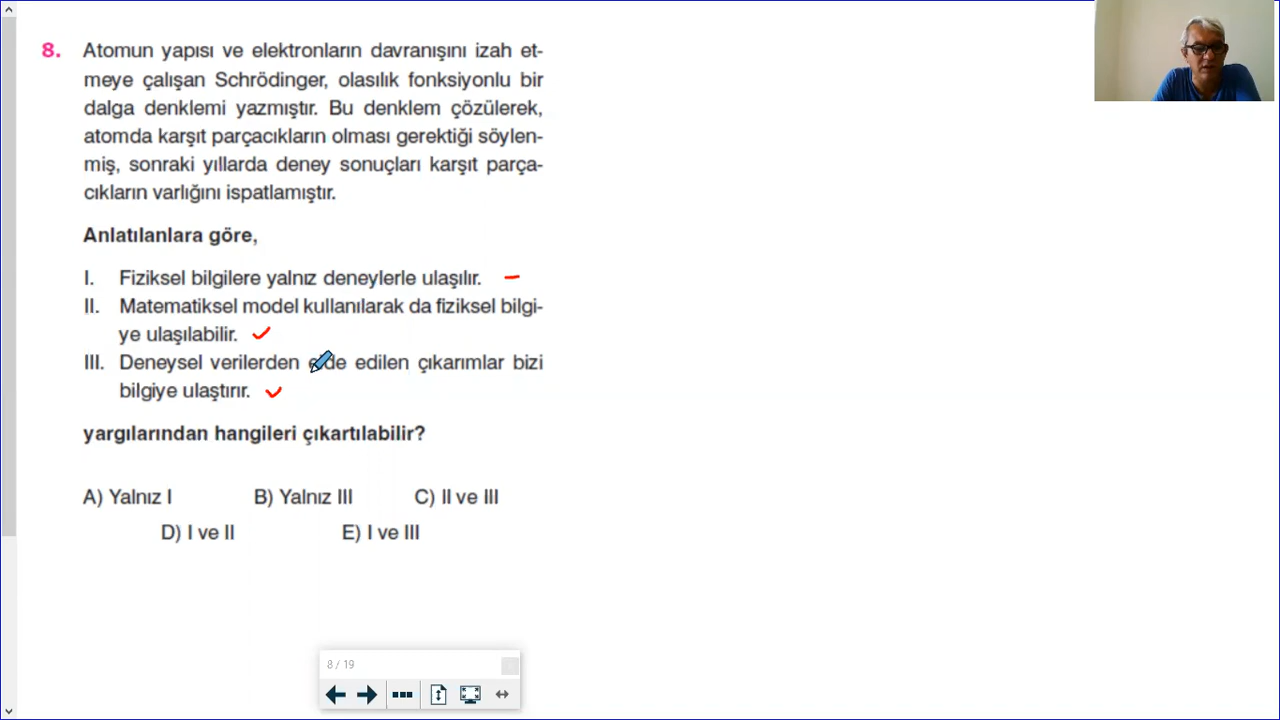 8. Atomun yapısı ve elektronların davranışını izah et-
meye çalışan Schrödinger, olasılık fonksiyonlu bir
dalga denklemi yazmıştır. Bu denklem çözülerek,
atomda karşıt parçacıkların olması gerektiği söylen-
miş, sonraki yıllarda deney sonuçları karşıt parça-
cıkların varlığını ispatlamıştır.
Anlatılanlara göre,
I. Fiziksel bilgilere yalnız deneylerle ulaşılır.
II. Matematiksel model kullanılarak da fiziksel bilgi-
ye ulaşılabilir.
III. Deneysel verilerden elde edilen çıkarımlar bizi
bilgiye ulaştırır.
yargılarından hangileri çıkartılabilir?
A) Yalnız I B) Yalnız III C) II ve III
D) I ve II E) I ve III
8 / 19